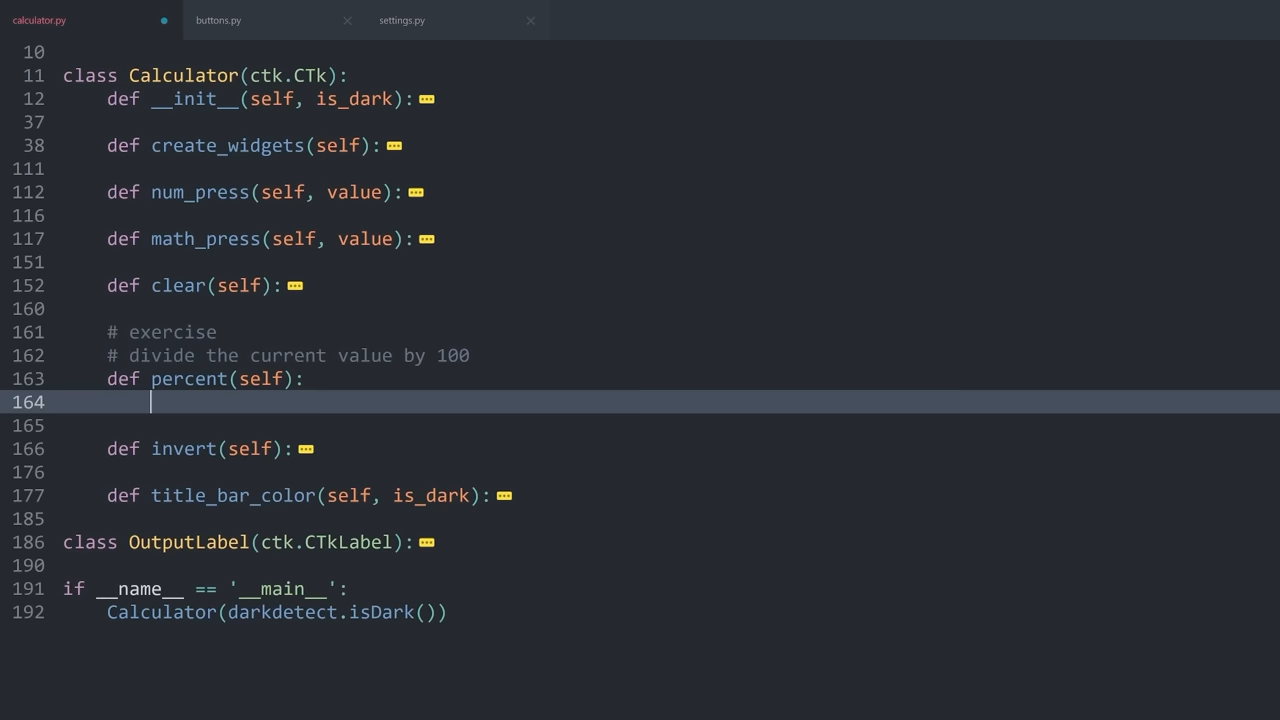 calculator.py buttons.py settings.py
10
11 class Calculator(ctk.CTk):
12 def __init__(self, is_dark):
37
38 def create_widgets(self):
111
112 def num_press(self, value):
116
117 def math_press(self, value):
151
152 def clear(self):
160
161 # exercise
162 # divide the current value by 100
163 def percent(self):
164
165
166 def invert(self):
176
177 def title_bar_color(self, is_dark):
185
186 class OutputLabel(ctk.CTkLabel):
190
191 if __name__ == '__main__':
192 Calculator(darkdetect.isDark())